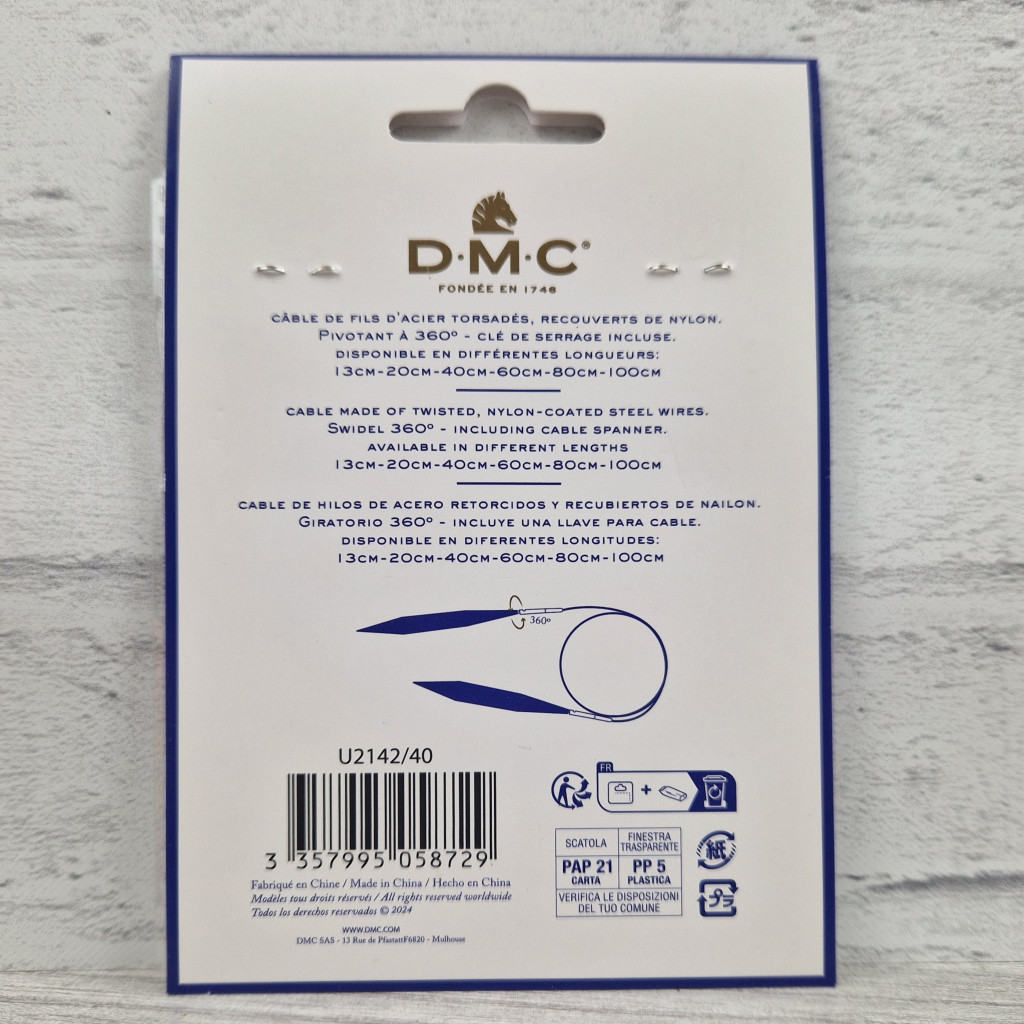 D·M·C®
FONDÉE EN 1746
CÂBLE DE FILS D'ACIER TORSADÉS, RECOUVERTS DE NYLON.
PIVOTANT À 360° - CLÉ DE SERRAGE INCLUSE.
DISPONIBLE EN DIFFÉRENTES LONGUEURS:
13CM-20CM-40CM-60CM-80CM-100CM
CABLE MADE OF TWISTED, NYLON-COATED STEEL WIRES.
SWIDEL 360° - INCLUDING CABLE SPANNER.
AVAILABLE IN DIFFERENT LENGTHS
13CM-20CM-40CM-60CM-80CM-100CM
CABLE DE HILOS DE ACERO RETORCIDOS Y RECUBIERTOS DE NAILON.
GIRATORIO 360° - INCLUYE UNA LLAVE PARA CABLE.
DISPONIBLE EN DIFERENTES LONGITUDES:
13CM-20CM-40CM-60CM-80CM-100CM
360°
U2142/40
3 357995 058729
Fabriqué en Chine / Made in China / Hecho en China
Modèles tous droits réservés / All rights reserved worldwide
Todos los derechos reservados © 2024
WWW.DMC.COM
DMC SAS - 13 Rue de PfastattF6820 - Mulhouse
FR
+
SCATOLA
FINESTRA TRASPARENTE
PAP 21 CARTA
PP 5 PLASTICA
VERIFICA LE DISPOSIZIONI
DEL TUO COMUNE
紙
プラ